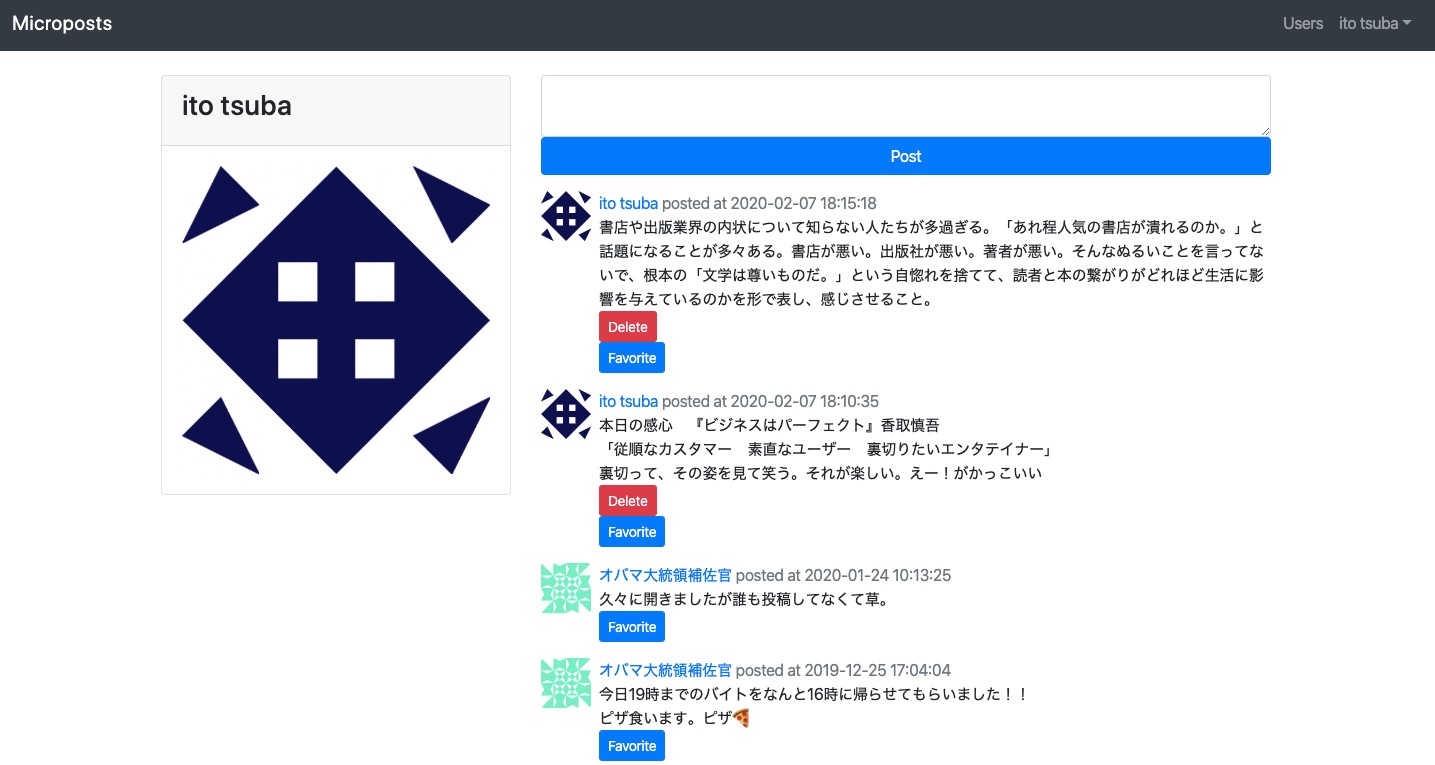 Microposts
Users
ito tsuba
ito tsuba
Post
ito tsuba posted at 2020-02-07 18:15:18
書店や出版業界の内状について知らない人たちが多過ぎる。「あれ程人気の書店が潰れるのか。」と
話題になることが多々ある。書店が悪い。出版社が悪い。著者が悪い。そんなぬるいことを言ってな
いで、根本の「文学は尊いものだ。」という自惚れを捨てて、読者と本の繋がりがどれほど生活に影
響を与えているのかを形で表し、感じさせること。
Delete
Favorite
ito tsuba posted at 2020-02-07 18:10:35
本日の感心　『ビジネスはパーフェクト』香取慎吾
「従順なカスタマー　素直なユーザー　裏切りたいエンタテイナー」
裏切って、その姿を見て笑う。それが楽しい。えー！がかっこいい
Delete
Favorite
オバマ大統領補佐官 posted at 2020-01-24 10:13:25
久々に開きましたが誰も投稿してなくて草。
Favorite
オバマ大統領補佐官 posted at 2019-12-25 17:04:04
今日19時までのバイトをなんと16時に帰らせてもらいました！！
ピザ食います。ピザ🍕
Favorite